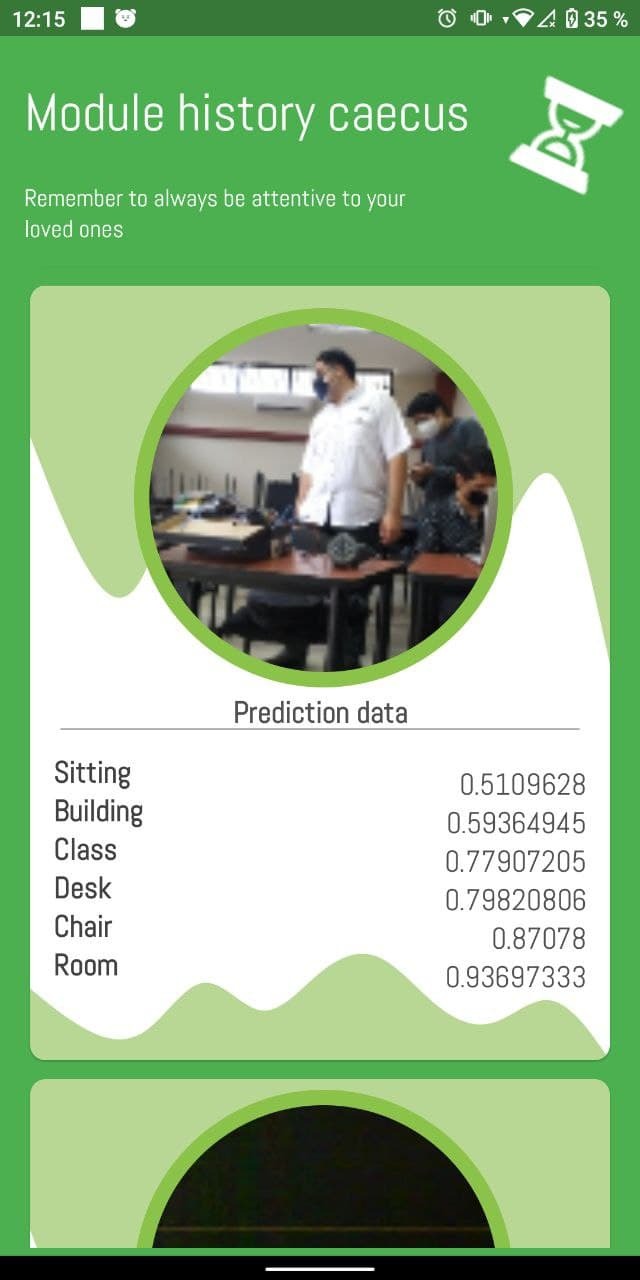 12:15 35 %
Module history caecus
Remember to always be attentive to your
loved ones
Prediction data
Sitting 0.5109628
Building 0.59364945
Class 0.77907205
Desk 0.79820806
Chair 0.87078
Room 0.93697333